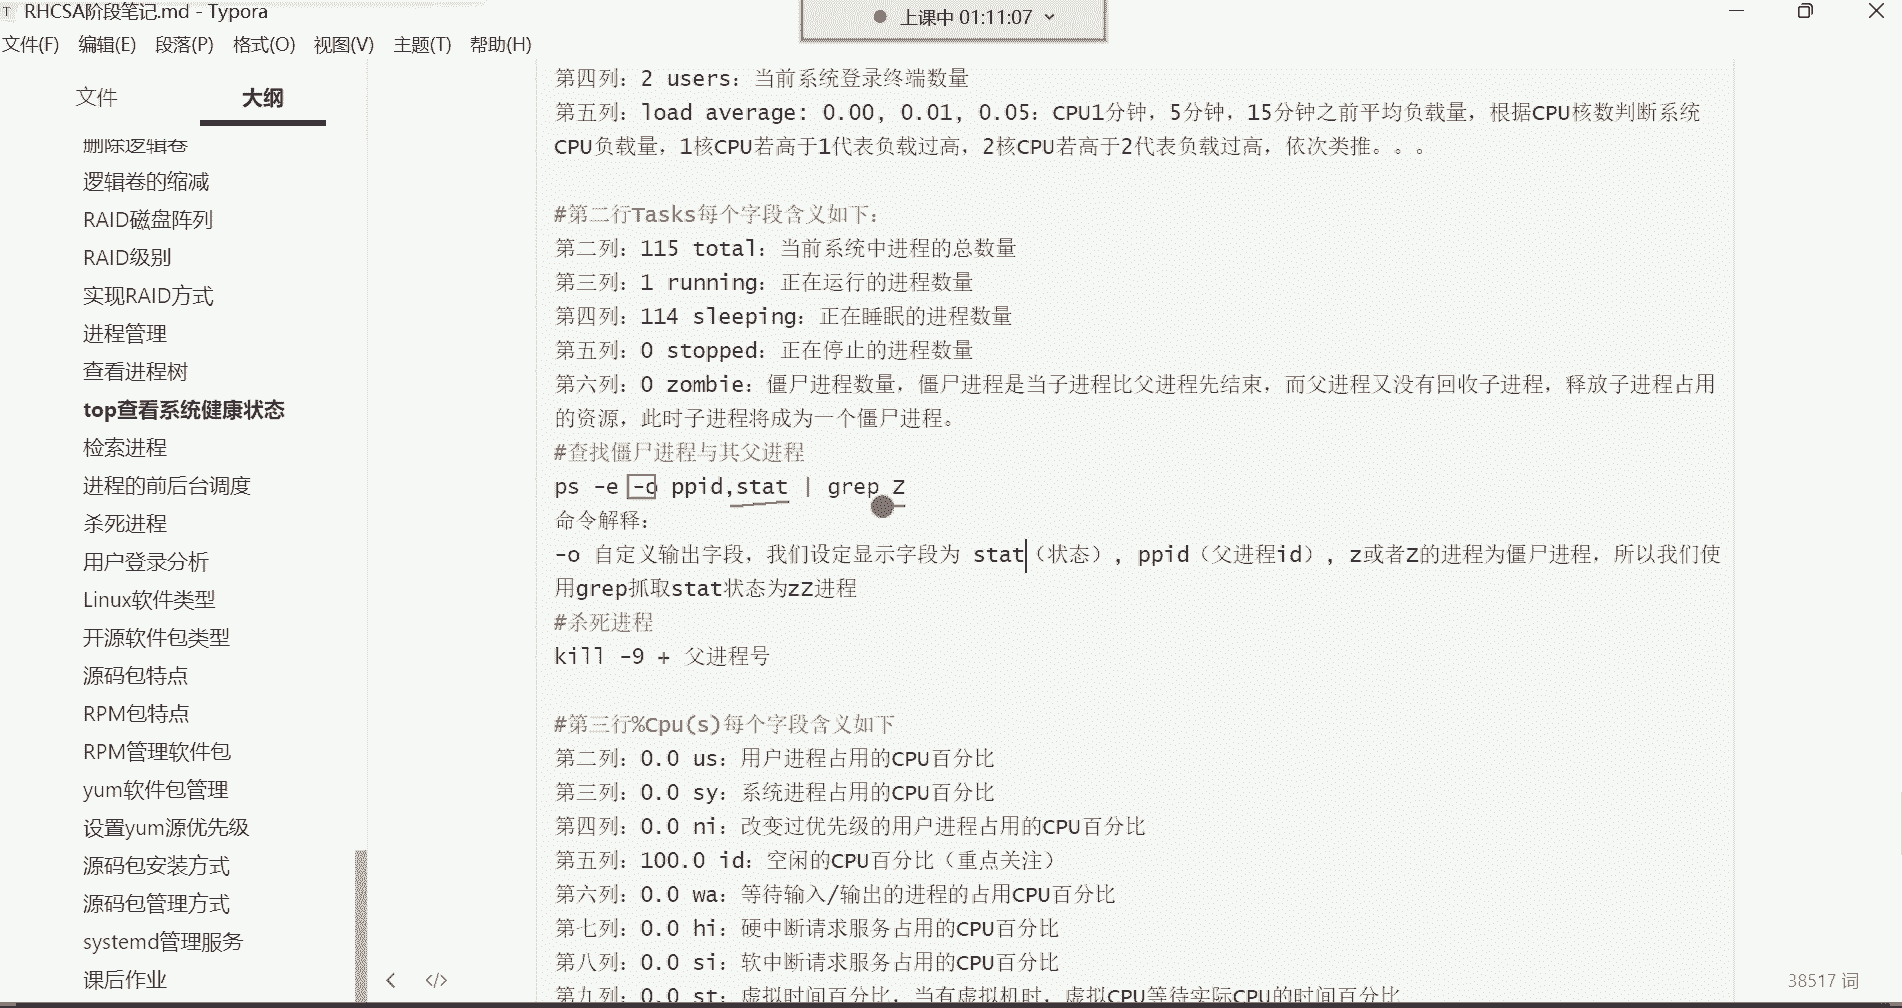 RHCSA阶段笔记.md - Typora
上课中 01:11:07
文件(F) 编辑(E) 段落(P) 格式(O) 视图(V) 主题(T) 帮助(H)
文件 大纲
删除逻辑卷
逻辑卷的缩减
RAID磁盘阵列
RAID级别
实现RAID方式
进程管理
查看进程树
top查看系统健康状态
检索进程
进程的前后台调度
杀死进程
用户登录分析
Linux软件类型
开源软件包类型
源码包特点
RPM包特点
RPM管理软件包
yum软件包管理
设置yum源优先级
源码包安装方式
源码包管理方式
systemd管理服务
课后作业
第四列：2 users：当前系统登录终端数量
第五列：load average: 0.00, 0.01, 0.05：CPU1分钟，5分钟，15分钟之前平均负载量，根据CPU核数判断系统
CPU负载量，1核CPU若高于1代表负载过高，2核CPU若高于2代表负载过高，依次类推。。。
#第二行Tasks每个字段含义如下：
第二列：115 total：当前系统中进程的总数量
第三列：1 running：正在运行的进程数量
第四列：114 sleeping：正在睡眠的进程数量
第五列：0 stopped：正在停止的进程数量
第六列：0 zombie：僵尸进程数量，僵尸进程是当子进程比父进程先结束，而父进程又没有回收子进程，释放子进程占用
的资源，此时子进程将成为一个僵尸进程。
#查找僵尸进程与其父进程
ps -e -o ppid,stat | grep Z
命令解释：
-o 自定义输出字段，我们设定显示字段为 stat（状态）, ppid（父进程id）, z或者Z的进程为僵尸进程，所以我们使
用grep抓取stat状态为zZ进程
#杀死进程
kill -9 + 父进程号
#第三行%Cpu(s)每个字段含义如下
第二列：0.0 us：用户进程占用的CPU百分比
第三列：0.0 sy：系统进程占用的CPU百分比
第四列：0.0 ni：改变过优先级的用户进程占用的CPU百分比
第五列：100.0 id：空闲的CPU百分比（重点关注）
第六列：0.0 wa：等待输入/输出的进程的占用CPU百分比
第七列：0.0 hi：硬中断请求服务占用的CPU百分比
第八列：0.0 si：软中断请求服务占用的CPU百分比
第九列：0.0 st：虚拟时间百分比，当有虚拟机时，虚拟CPU等待实际CPU的时间百分比
38517 词